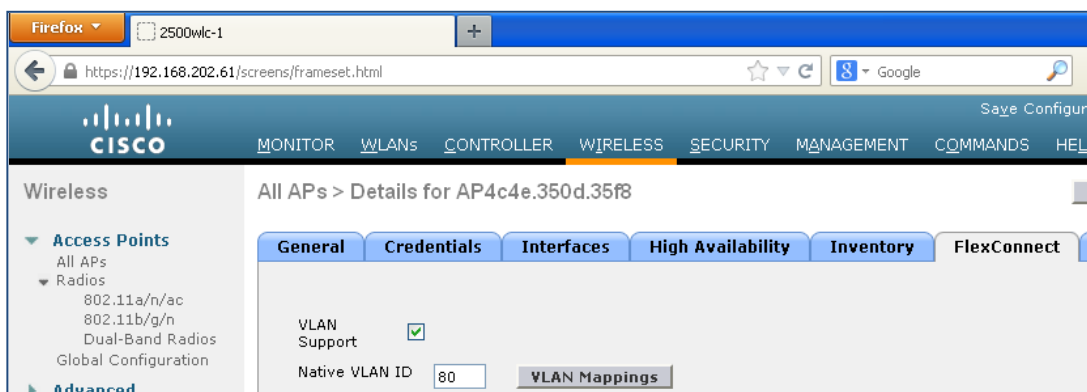 Firefox
2500wlc-1
https://192.168.202.61/screens/frameset.html
Google
Save Configur
CISCO
MONITOR WLANs CONTROLLER WIRELESS SECURITY MANAGEMENT COMMANDS HEL
Wireless
All APs > Details for AP4c4e.350d.35f8
Access Points
All APs
Radios
802.11a/n/ac
802.11b/g/n
Dual-Band Radios
Global Configuration
Advanced
General Credentials Interfaces High Availability Inventory FlexConnect
VLAN
Support
Native VLAN ID 80 VLAN Mappings